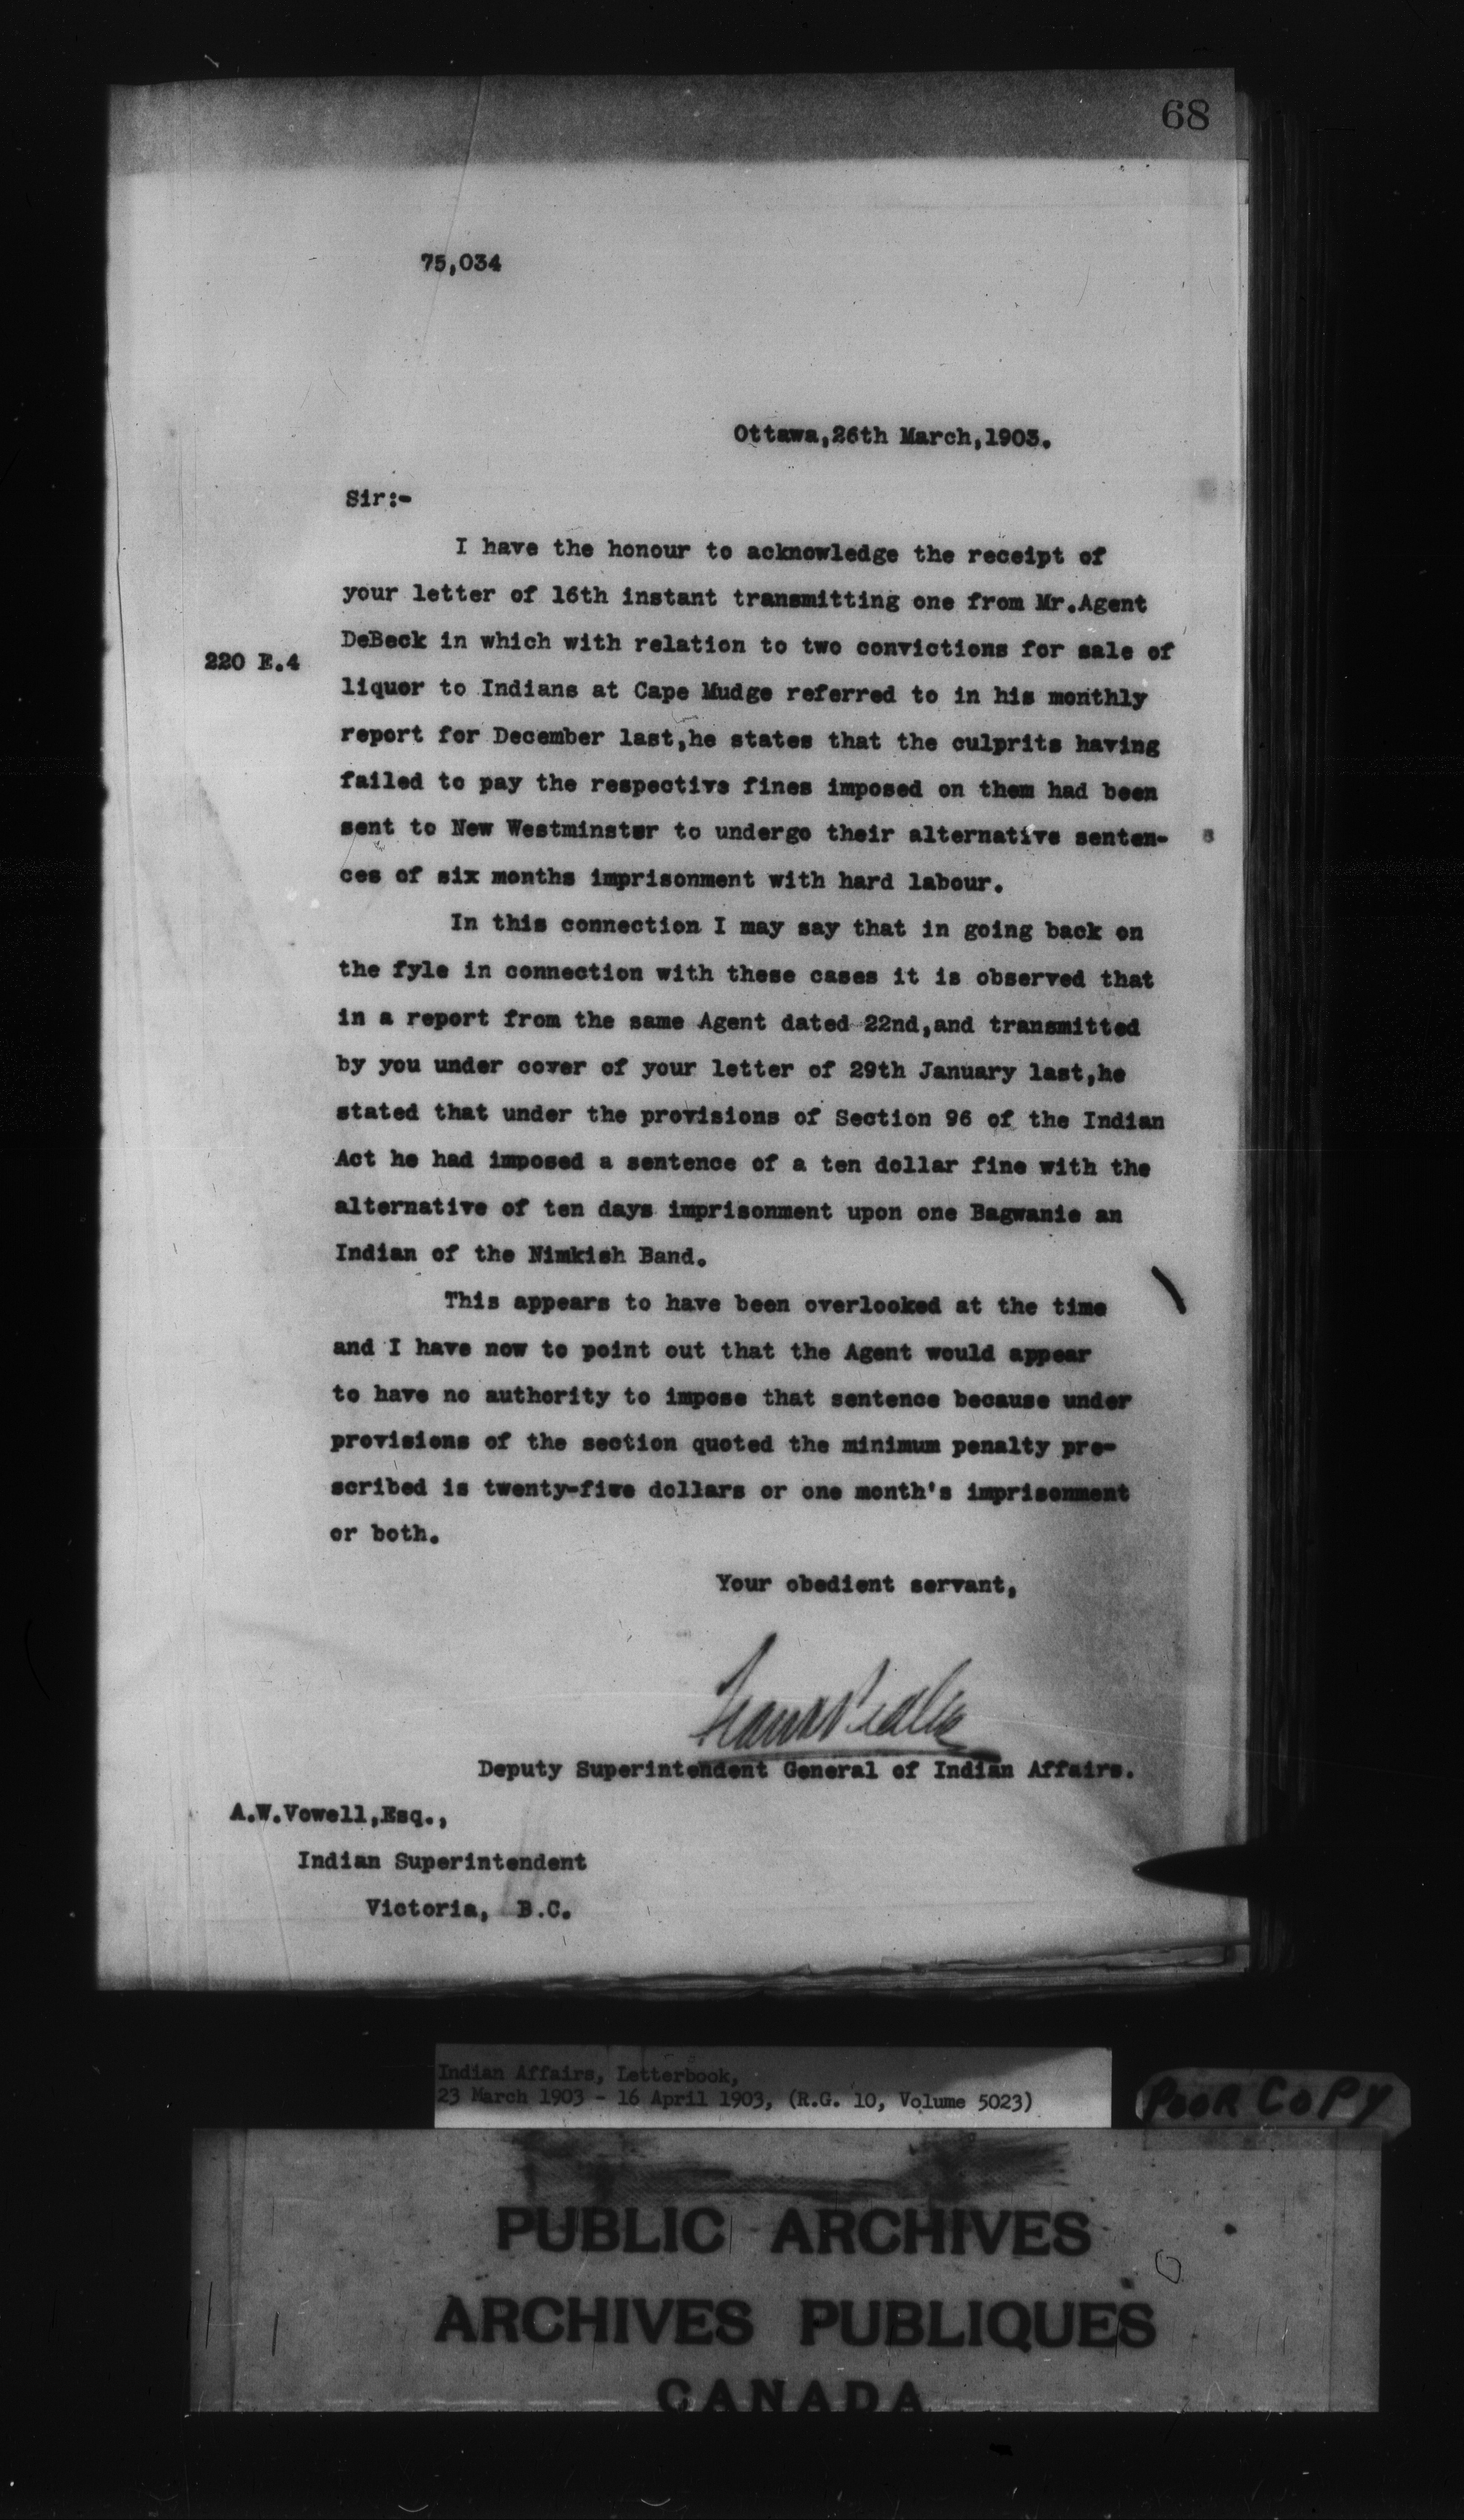 68
75,034
Ottawa,26th March,1903.
Sir:-
I have the honour to acknowledge the receipt of
your letter of 16th instant transmitting one from Mr.Agent
DeBeck in which with relation to two convictions for sale of
220 E.4
liquor to Indians at Cape Mudge referred to in his monthly
report for December last,he states that the culprits having
failed to pay the respective fines imposed on them had been
sent to New Westminster to undergo their alternative senten-
ces of six months imprisonment with hard labour.
In this connection I may say that in going back on
the fyle in connection with these cases it is observed that
in a report from the same Agent dated 22nd,and transmitted
by you under cover of your letter of 29th January last,he
stated that under the provisions of Section 96 of the Indian
Act he had imposed a sentence of a ten dollar fine with the
alternative of ten days imprisonment upon one Bagwanie an
Indian of the Nimkish Band.
This appears to have been overlooked at the time
and I have now to point out that the Agent would appear
to have no authority to impose that sentence because under
provisions of the section quoted the minimum penalty pre-
scribed is twenty-five dollars or one month's imprisonment
or both.
Your obedient servant,
Frank Pedley
Deputy Superintendent General of Indian Affairs.
A.W.Vowell,Esq.,
Indian Superintendent
Victoria, B.C.
Indian Affairs, Letterbook,
23 March 1903 - 16 April 1903, (R.G. 10, Volume 5023)
POOR COPY
PUBLIC ARCHIVES
ARCHIVES PUBLIQUES
CANADA